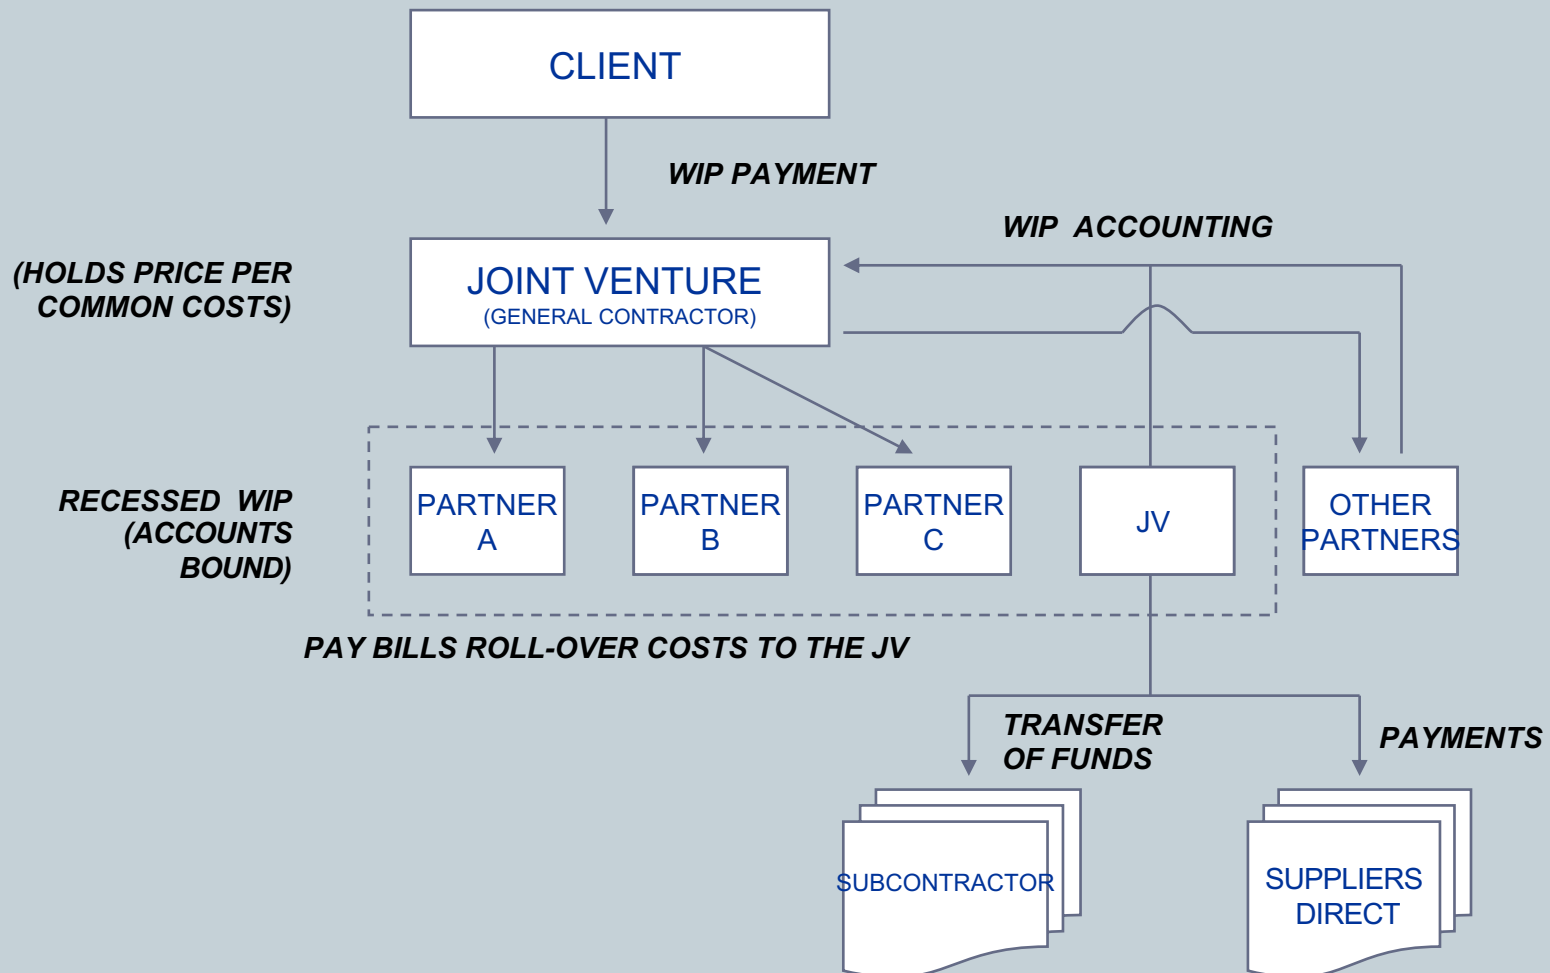 CLIENT
WIP PAYMENT
WIP ACCOUNTING
(HOLDS PRICE PER
COMMON COSTS)
JOINT VENTURE
(GENERAL CONTRACTOR)
RECESSED WIP
(ACCOUNTS
BOUND)
PARTNER
A
PARTNER
B
PARTNER
C
JV
OTHER
PARTNERS
PAY BILLS ROLL-OVER COSTS TO THE JV
TRANSFER
OF FUNDS
PAYMENTS
SUBCONTRACTOR
SUPPLIERS
DIRECT